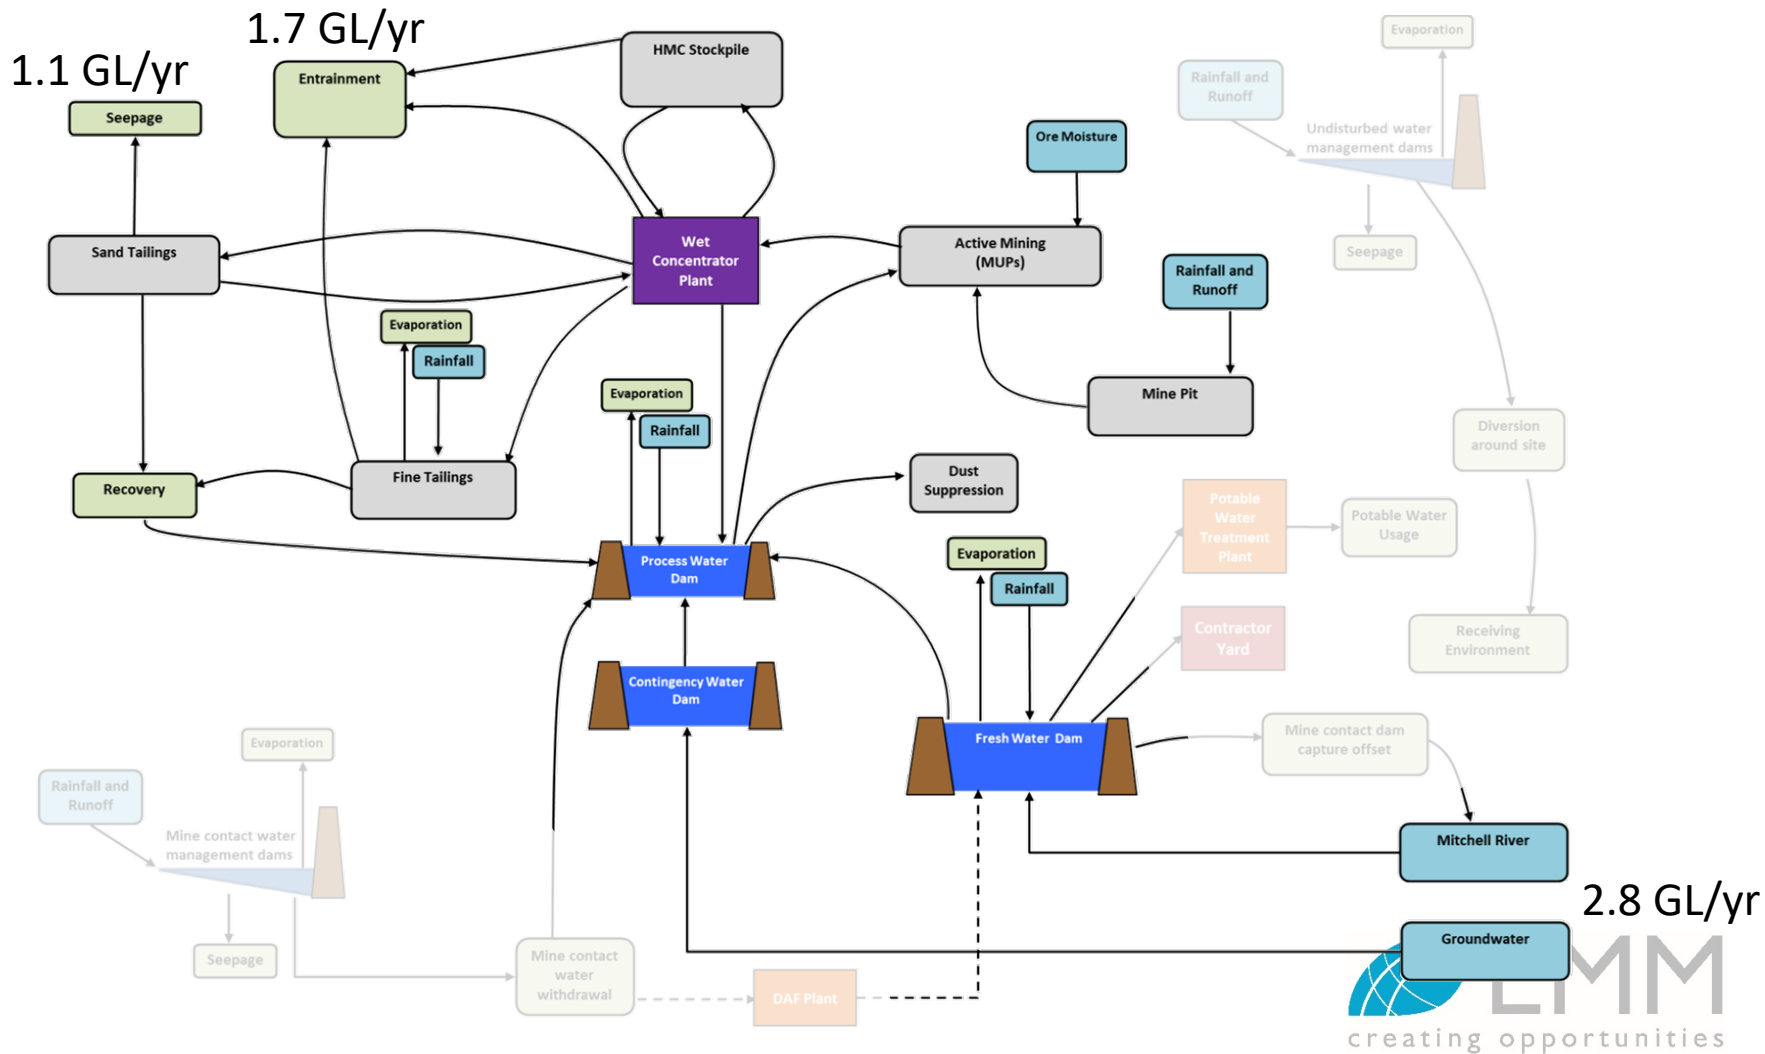 1.7 GL/yr
1.1 GL/yr
HMC Stockpile
Entrainment
Seepage
Evaporation
Rainfall and
Runoff
Undisturbed water
management dams
Seepage
Ore Moisture
Sand Tailings
Wet
Concentrator
Plant
Active Mining
(MUPs)
Rainfall and
Runoff
Evaporation
Rainfall
Evaporation
Rainfall
Mine Pit
Diversion
around site
Recovery
Fine Tailings
Dust
Suppression
Potable
Water
Treatment
Plant
Potable Water
Usage
Process Water
Dam
Evaporation
Rainfall
Contractor
Yard
Receiving
Environment
Contingency Water
Dam
Fresh Water Dam
Mine contact dam
capture offset
Evaporation
Rainfall and
Runoff
Mine contact water
management dams
Seepage
Mitchell River
2.8 GL/yr
Groundwater
Mine contact
water
withdrawal
DAF Plant
EMM
creating opportunities